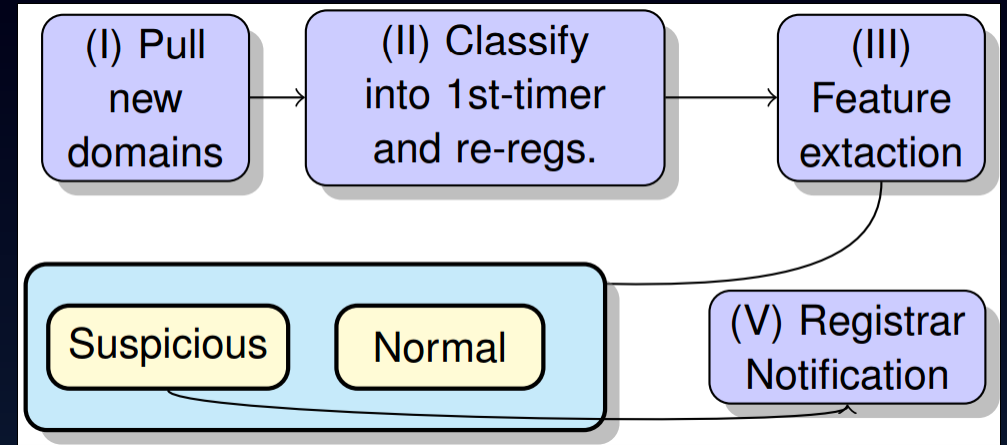 (I) Pull
new
domains
(II) Classify
into 1st-timer
and re-regs.
(III)
Feature
extaction
Suspicious
Normal
(V) Registrar
Notification